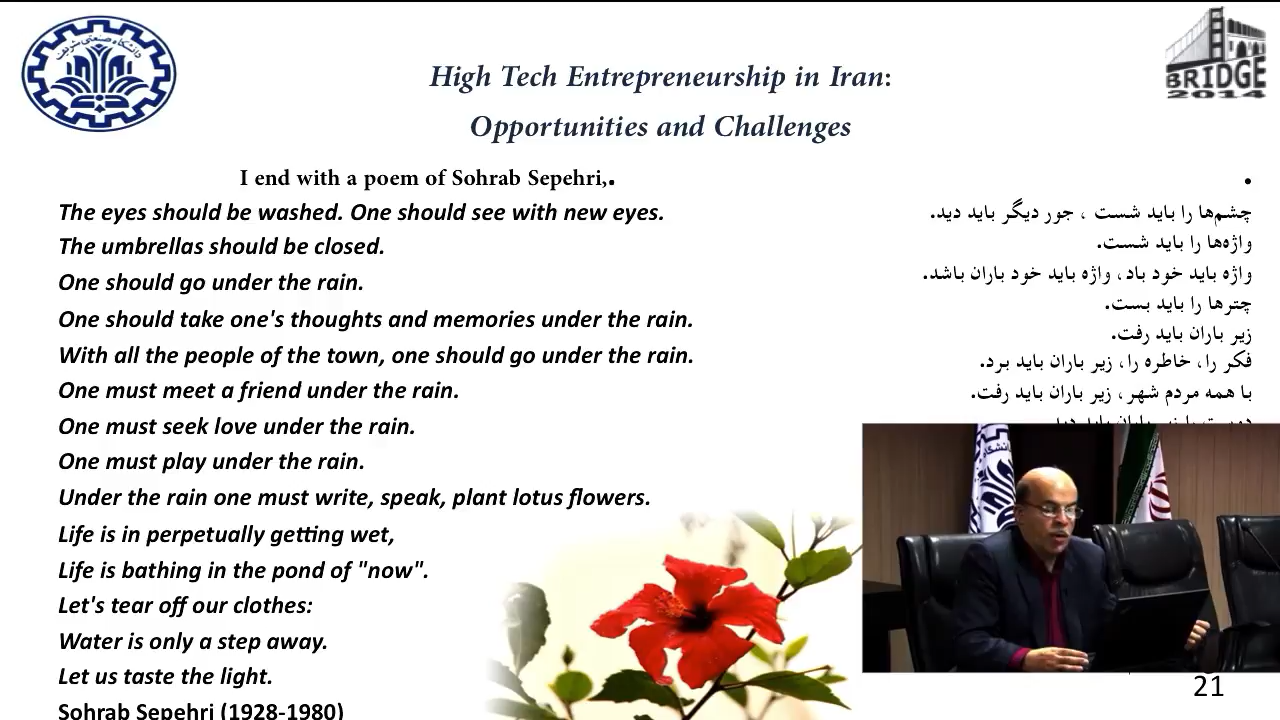 دانشگاه صنعتی شریف
BRIDGE
2014
High Tech Entrepreneurship in Iran:
Opportunities and Challenges
I end with a poem of Sohrab Sepehri,.
The eyes should be washed. One should see with new eyes.
The umbrellas should be closed.
One should go under the rain.
One should take one's thoughts and memories under the rain.
With all the people of the town, one should go under the rain.
One must meet a friend under the rain.
One must seek love under the rain.
One must play under the rain.
Under the rain one must write, speak, plant lotus flowers.
Life is in perpetually getting wet,
Life is bathing in the pond of "now".
Let's tear off our clothes:
Water is only a step away.
Let us taste the light.
Sohrab Sepehri (1928-1980)
چشم‌ها را باید شست ، جور دیگر باید دید.
واژه‌ها را باید شست.
واژه باید خود باد، واژه باید خود باران باشد.
چترها را باید بست.
زیر باران باید رفت.
فکر را، خاطره را، زیر باران باید برد.
با همه مردم شهر، زیر باران باید رفت.
21